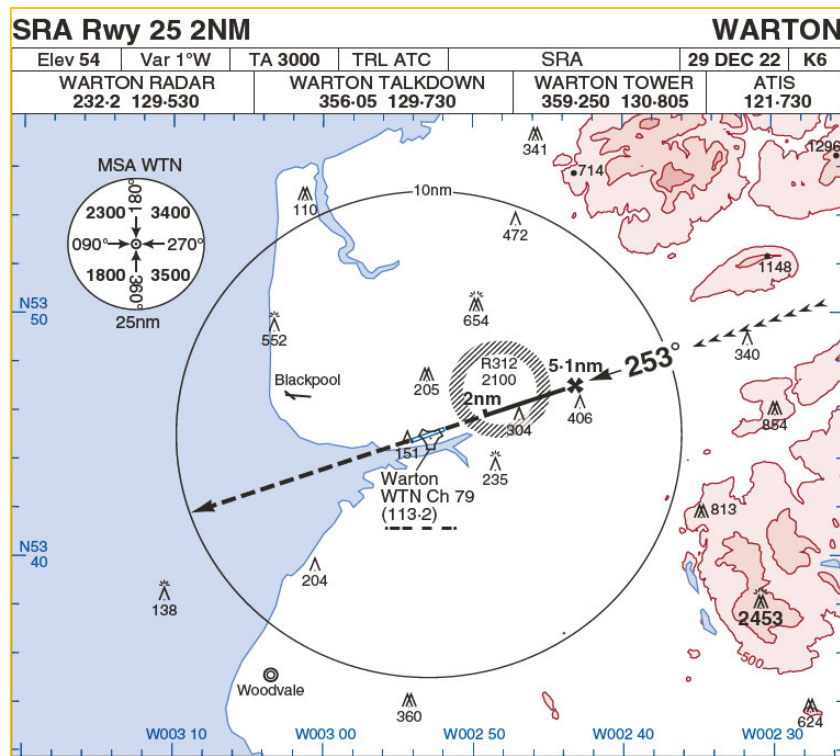 SRA Rwy 25 2NM WARTON
Elev 54 Var 1°W TA 3000 TRL ATC SRA 29 DEC 22 K6
WARTON RADAR WARTON TALKDOWN WARTON TOWER ATIS
232·2 129·530 356·05 129·730 359·250 130·805 121·730
341
1296
714
MSA WTN
180°
2300 3400
090° 270°
1800 3500
360°
25nm
110
10nm
472
1148
N53
50
654
552
340
253°
R312
2100
5·1nm
Blackpool
205
2nm
406
304
854
151
235
Warton
WTN Ch 79
(113·2)
813
N53
40
204
138
2453
500
Woodvale
360
624
W003 10 W003 00 W002 50 W002 40 W002 30